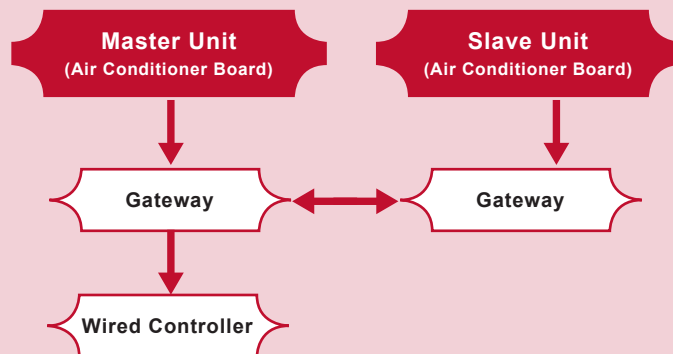 Master Unit
(Air Conditioner Board)
Slave Unit
(Air Conditioner Board)
Gateway
Gateway
Wired Controller